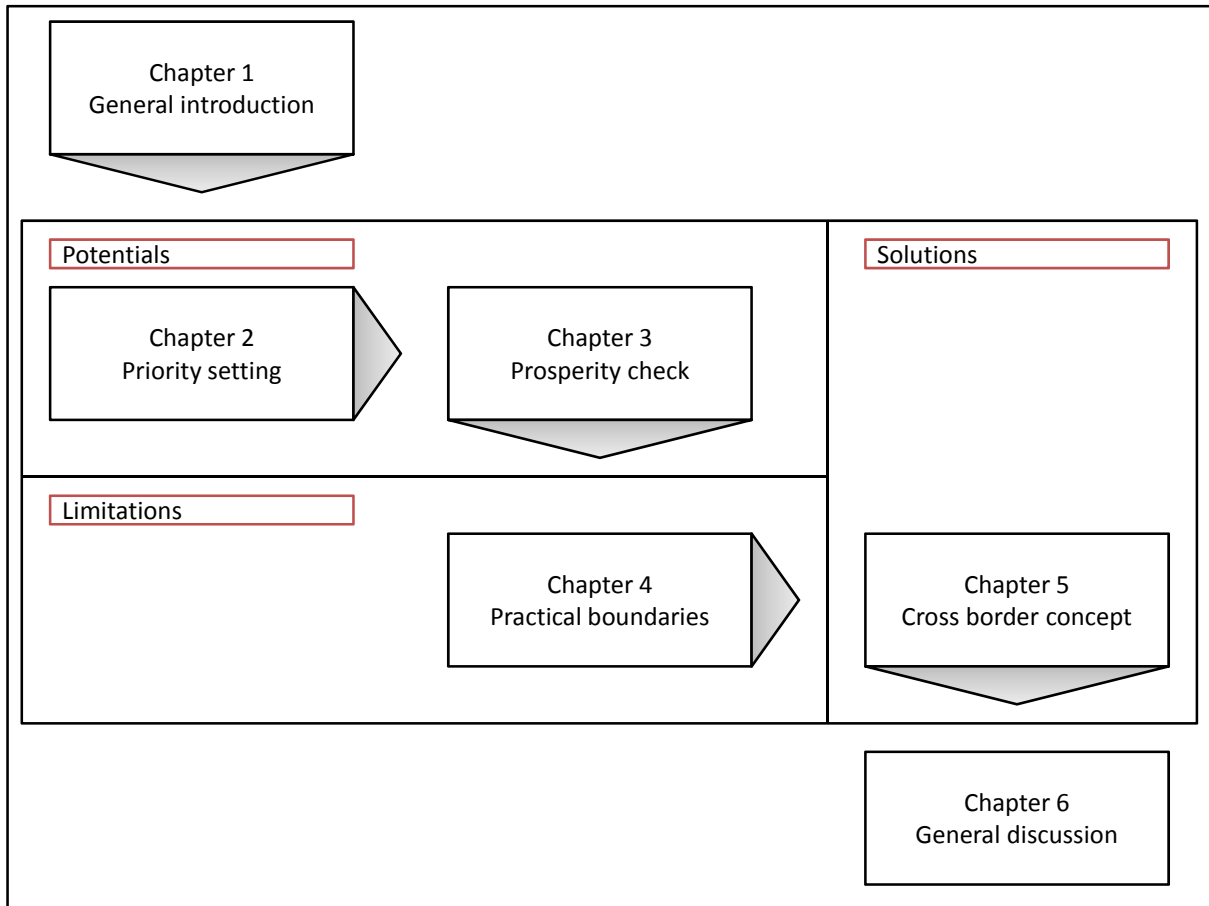 Chapter 1
General introduction
Potentials
Chapter 2
Priority setting
Chapter 3
Prosperity check
Limitations
Chapter 4
Practical boundaries
Solutions
Chapter 5
Cross border concept
Chapter 6
General discussion